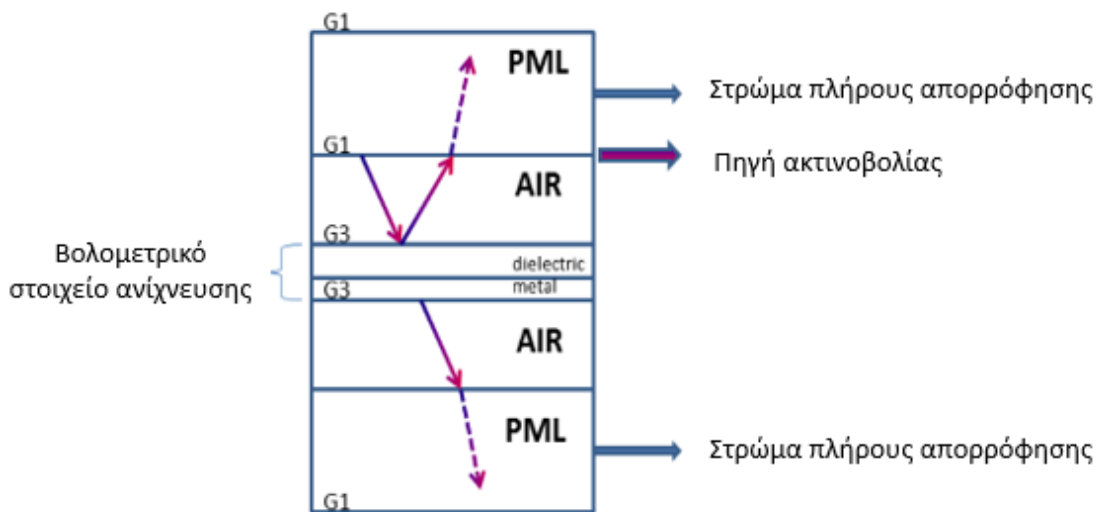 G1
PML
Στρώμα πλήρους απορρόφησης
G1
Πηγή ακτινοβολίας
AIR
G3
Βολομετρικό
στοιχείο ανίχνευσης
dielectric
metal
G3
AIR
PML
Στρώμα πλήρους απορρόφησης
G1